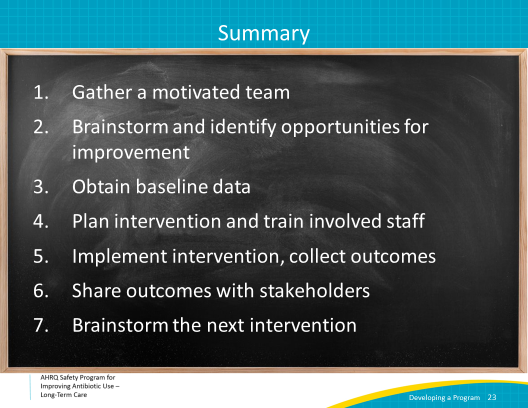 Summary
1. Gather a motivated team
2. Brainstorm and identify opportunities for
improvement
3. Obtain baseline data
4. Plan intervention and train involved staff
5. Implement intervention, collect outcomes
6. Share outcomes with stakeholders
7. Brainstorm the next intervention
AHRQ Safety Program for
Improving Antibiotic Use –
Long-Term Care
Developing a Program 23